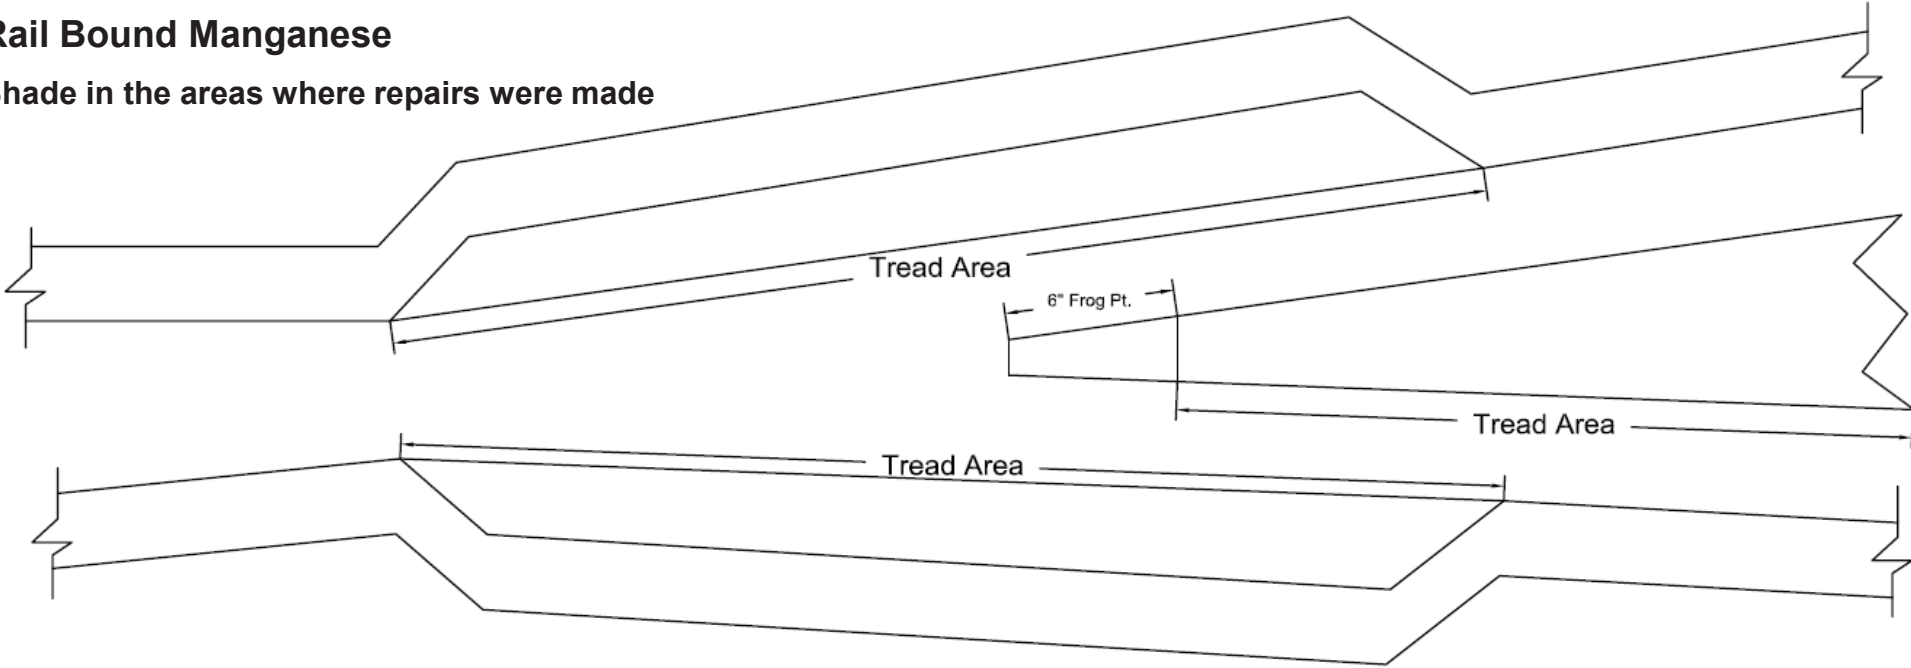 Rail Bound Manganese
Shade in the areas where repairs were made
Tread Area
6" Frog Pt.
Tread Area
Tread Area